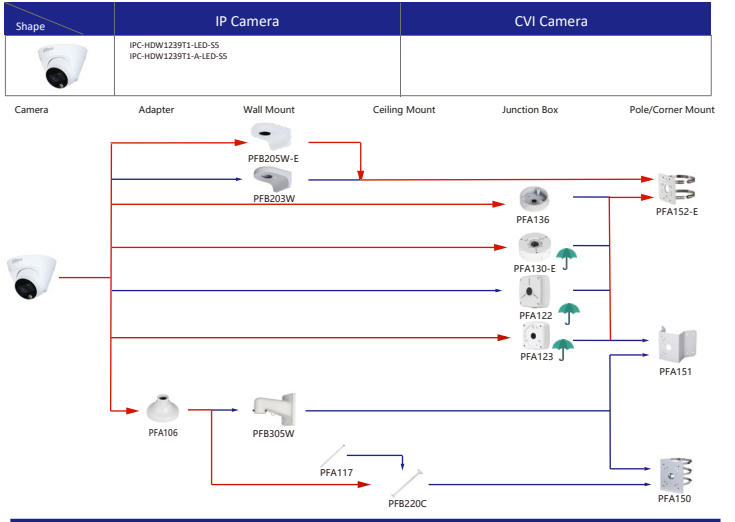 Shape
IP Camera
CVI Camera
IPC-HDW1239T1-LED-S5
IPC-HDW1239T1-A-LED-S5
Camera
Adapter
Wall Mount
Ceiling Mount
Junction Box
Pole/Corner Mount
PFB205W-E
PFB203W
PFA152-E
PFA136
PFA130-E
PFA122
PFA123
PFA151
PFA106
PFB305W
PFA117
PFB220C
PFA150